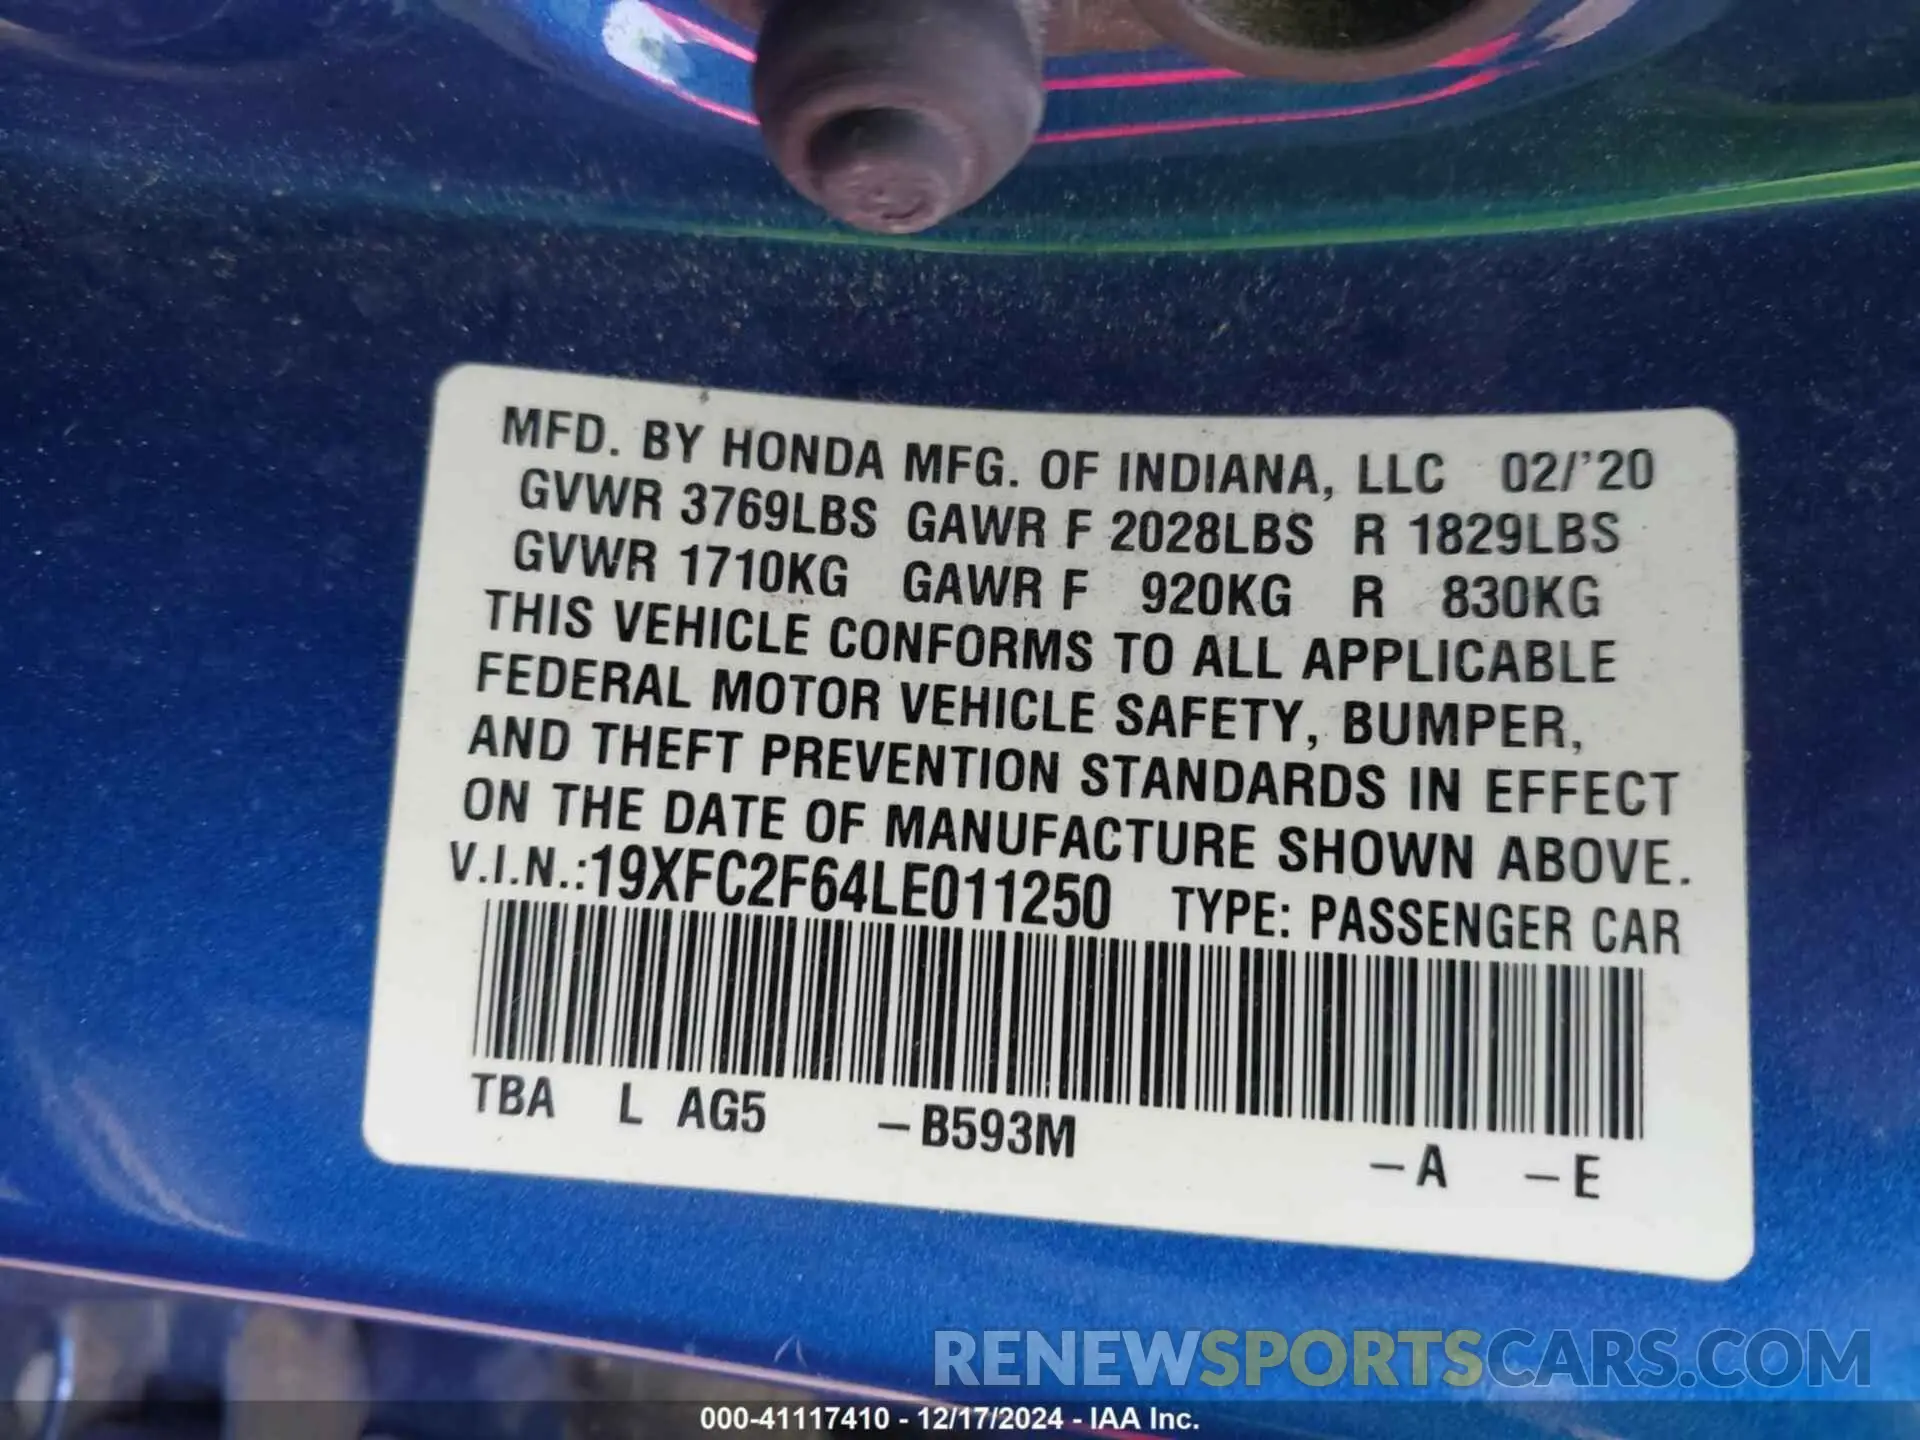 MFD. BY HONDA MFG. OF INDIANA, LLC 02/'20
GVWR 3769LBS GAWR F 2028LBS R 1829LBS
GVWR 1710KG GAWR F 920KG R 830KG
THIS VEHICLE CONFORMS TO ALL APPLICABLE
FEDERAL MOTOR VEHICLE SAFETY, BUMPER,
AND THEFT PREVENTION STANDARDS IN EFFECT
ON THE DATE OF MANUFACTURE SHOWN ABOVE.
V.I.N.:19XFC2F64LE011250 TYPE: PASSENGER CAR
TBA L AG5 –B593M –A –E
RENEWSPORTSCARS.COM
000-41117410 - 12/17/2024 - IAA Inc.